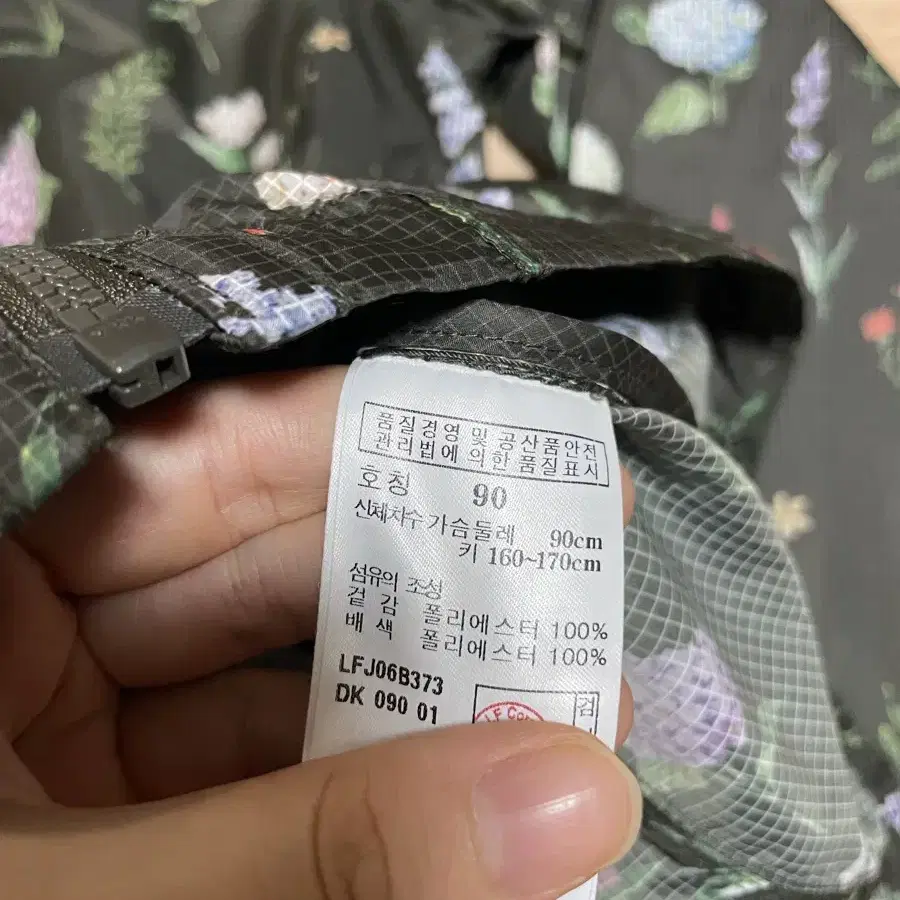 품질경영 및 공산품안전
관리법에 의한 품질표시
호칭 90
신체치수 가슴둘레 90cm
키 160~170cm
섬유의 조성
겉감 폴리에스터 100%
배색 폴리에스터 100%
LFJ06B373
DK 090 01
검
LF